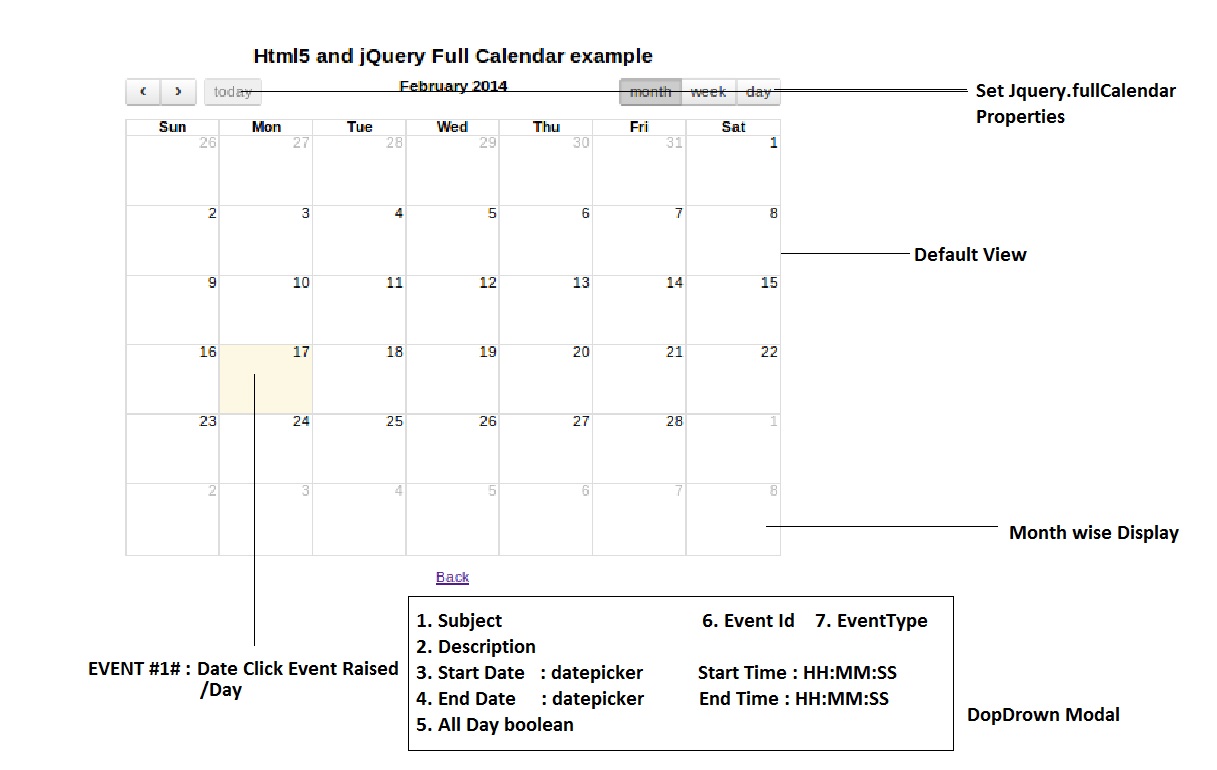 Html5 and jQuery Full Calendar example
‹ › today February 2014 month week day
Set Jquery.fullCalendar
Properties
Sun Mon Tue Wed Thu Fri Sat
26 27 28 29 30 31 1
2 3 4 5 6 7 8
Default View
9 10 11 12 13 14 15
16 17 18 19 20 21 22
23 24 25 26 27 28 1
2 3 4 5 6 7 8
Month wise Display
Back
1. Subject 6. Event Id 7. EventType
2. Description
3. Start Date : datepicker Start Time : HH:MM:SS
4. End Date : datepicker End Time : HH:MM:SS
5. All Day boolean
EVENT #1# : Date Click Event Raised
/Day
DopDrown Modal